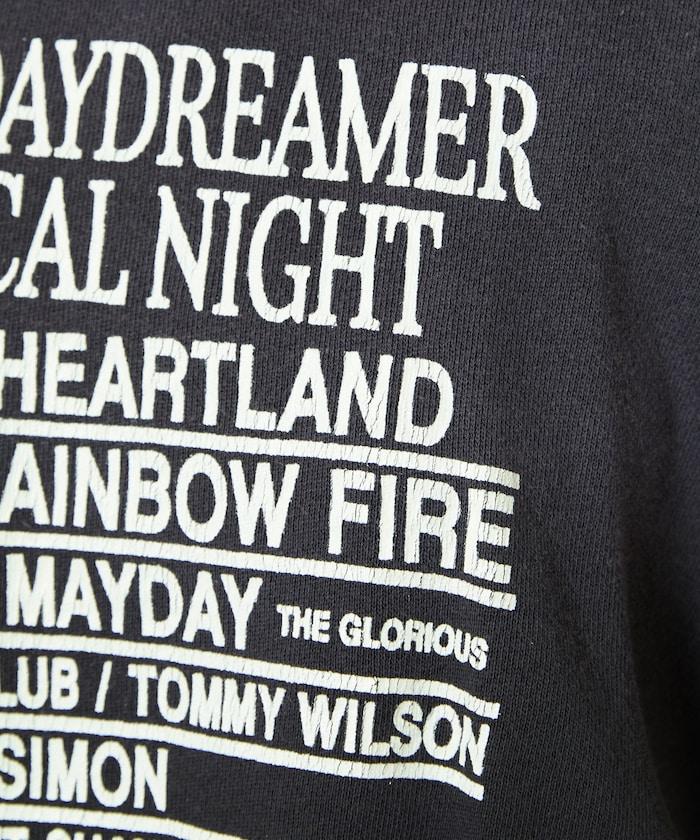 DAYDREAMER
CAL NIGHT
HEARTLAND
AINBOW FIRE
MAYDAY THE GLORIOUS
LUB / TOMMY WILSON
SIMON